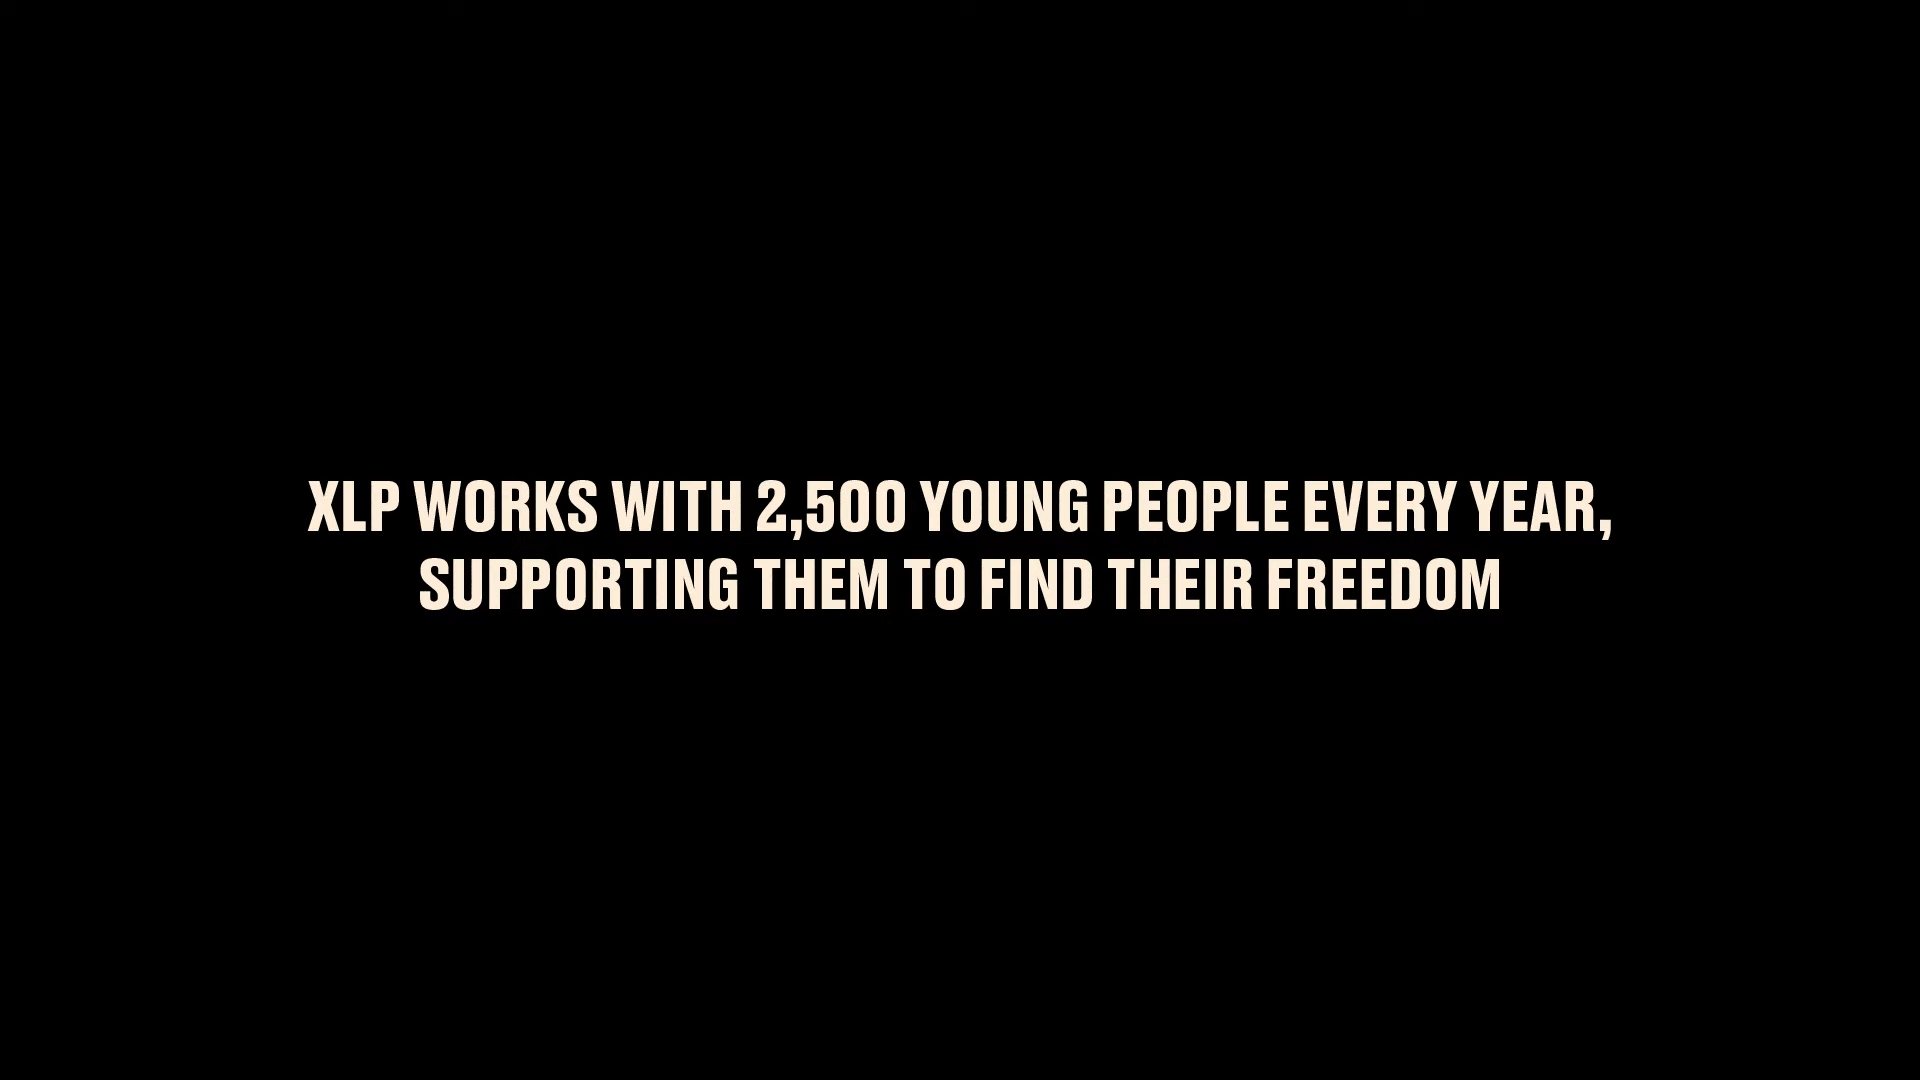 XLP WORKS WITH 2,500 YOUNG PEOPLE EVERY YEAR,
SUPPORTING THEM TO FIND THEIR FREEDOM